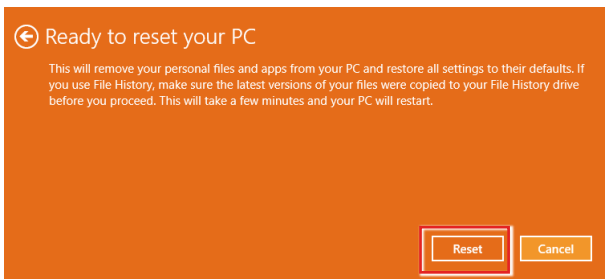 Ready to reset your PC
This will remove your personal files and apps from your PC and restore all settings to their defaults. If
you use File History, make sure the latest versions of your files were copied to your File History drive
before you proceed. This will take a few minutes and your PC will restart.
Reset Cancel